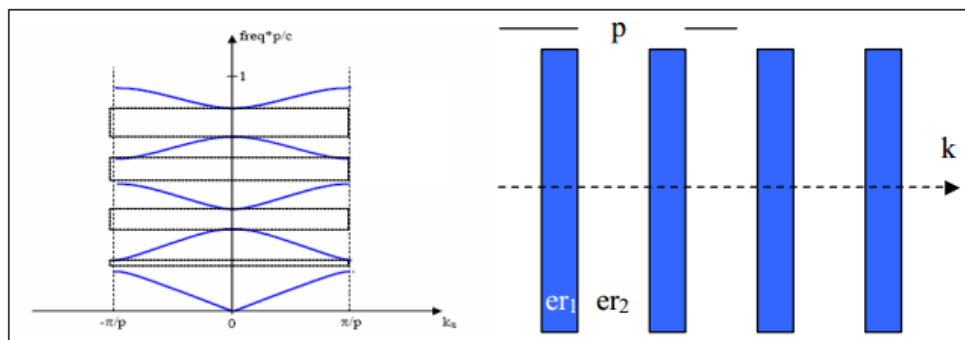 freq*p/c
1
-π/p
0
π/p
kx
p
k
er1
er2